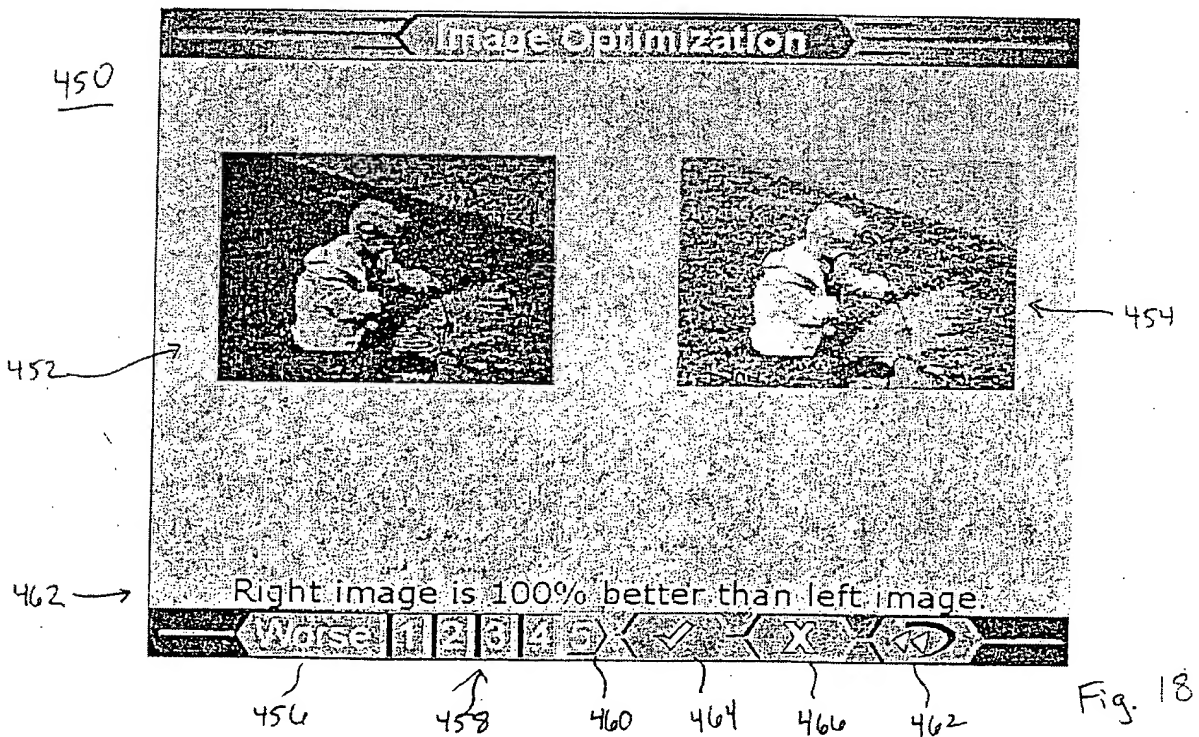 Image Optimization
450
454
452
462
Right image is 100% better than left image.
Worse 1 2 3 4 5 ✓ X
456 458 460 464 466 462
Fig. 18